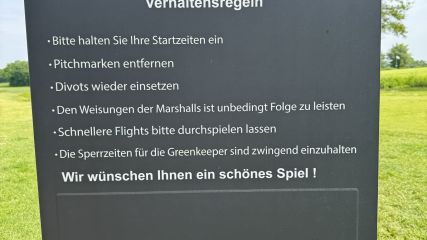 Verhaltensregeln
• Bitte halten Sie Ihre Startzeiten ein
• Pitchmarken entfernen
• Divots wieder einsetzen
• Den Weisungen der Marshalls ist unbedingt Folge zu leisten
• Schnellere Flights bitte durchspielen lassen
• Die Sperrzeiten für die Greenkeeper sind zwingend einzuhalten
Wir wünschen Ihnen ein schönes Spiel !